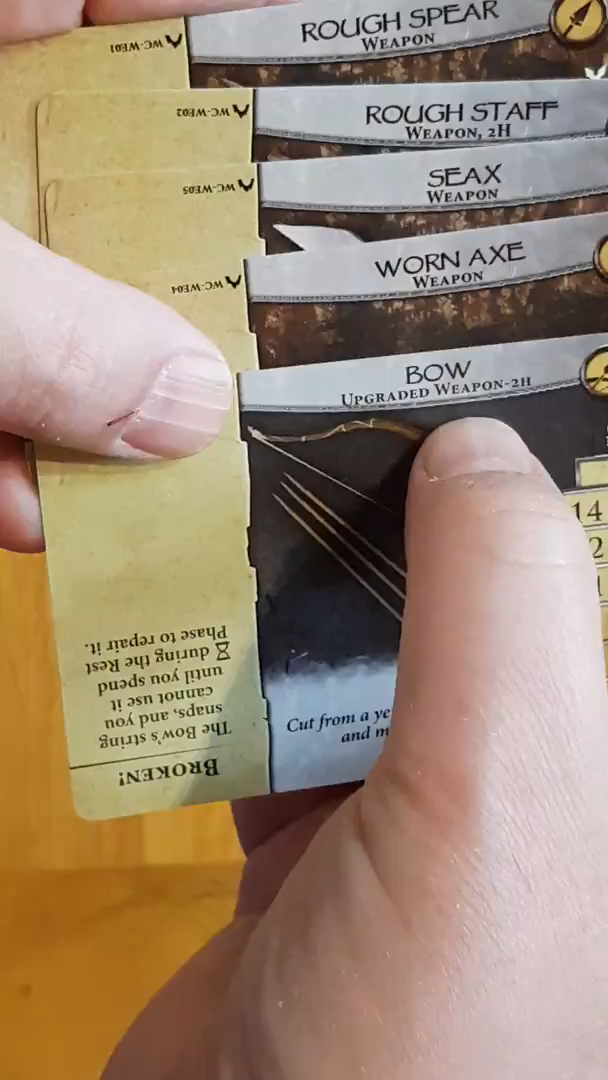 ROUGH SPEAR
WEAPON
WC-WE01
ROUGH STAFF
WEAPON, 2H
WC-WE02
SEAX
WEAPON
WC-WE05
WORN AXE
WEAPON
WC-WE04
BOW
UPGRADED WEAPON-2H
14
2
1
Cut from a
and
BROKEN!
The Bow's string
snaps, and you
cannot use it
until you spend
during the Rest
Phase to repair it.